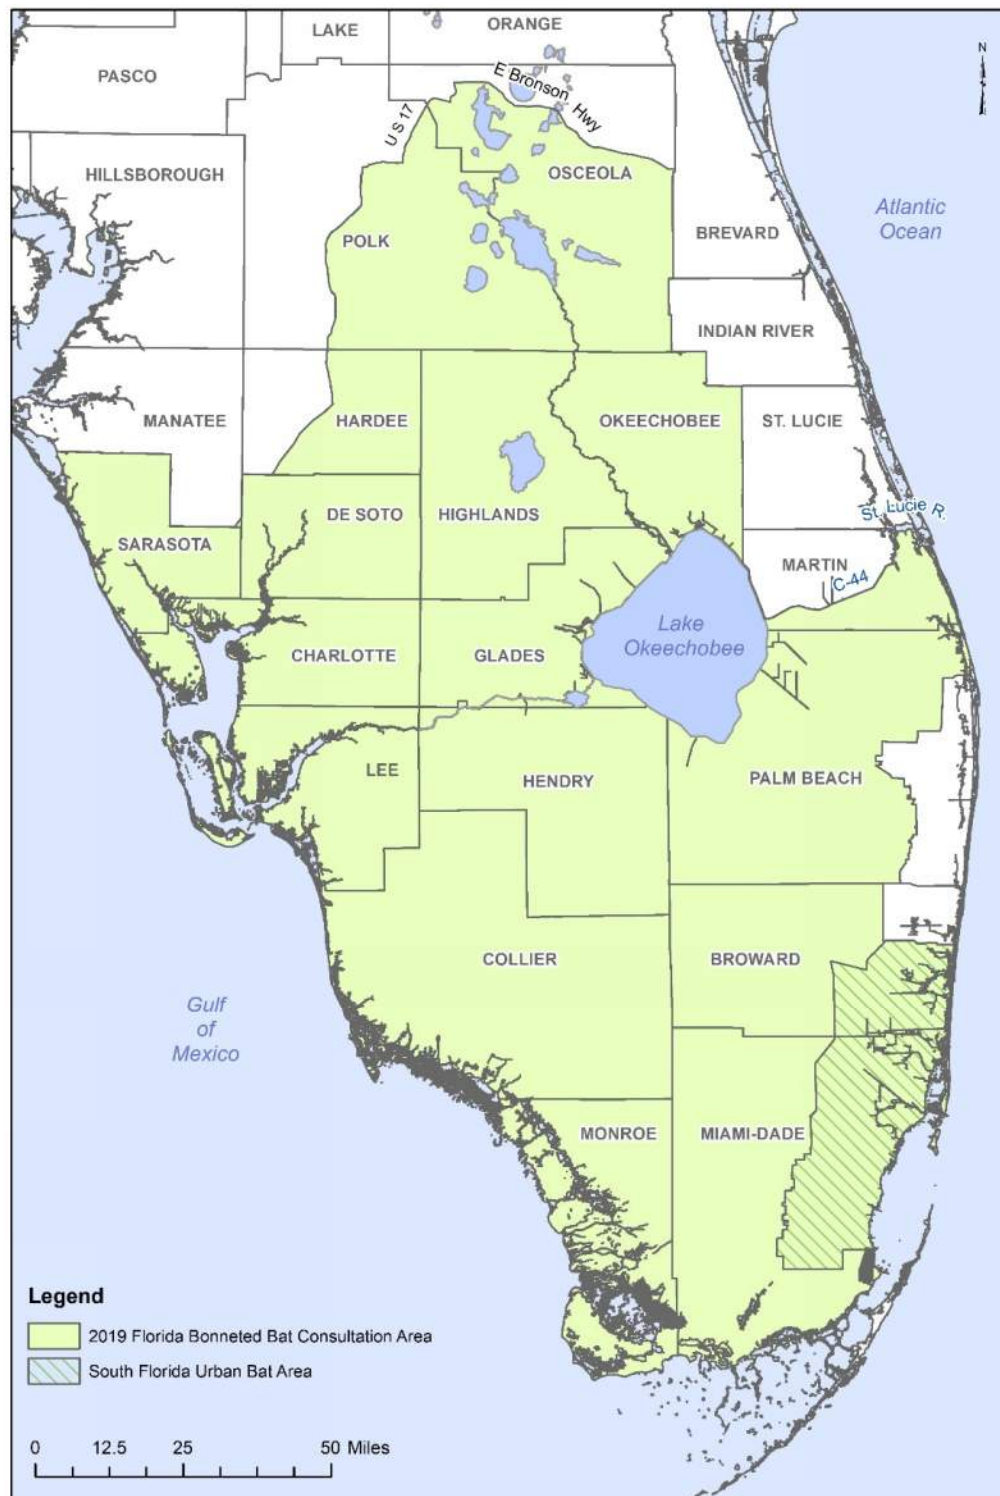 ORANGE
LAKE
N
PASCO
E Bronson Hwy
U S 17
HILLSBOROUGH
OSCEOLA
Atlantic
Ocean
BREVARD
POLK
INDIAN RIVER
MANATEE
HARDEE
OKEECHOBEE
ST. LUCIE
St. Lucie R.
DE SOTO
HIGHLANDS
SARASOTA
MARTIN
C-44
Lake
Okeechobee
CHARLOTTE
GLADES
LEE
HENDRY
PALM BEACH
COLLIER
BROWARD
Gulf
of
Mexico
MONROE
MIAMI-DADE
Legend
2019 Florida Bonneted Bat Consultation Area
South Florida Urban Bat Area
0 12.5 25 50 Miles